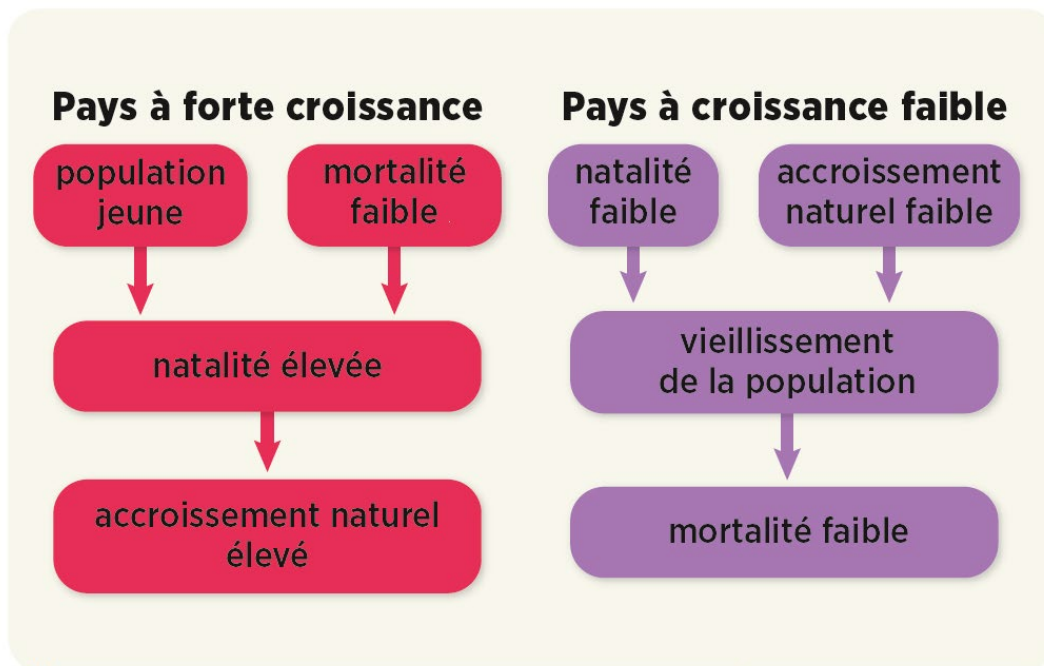 Pays à forte croissance
population
jeune
mortalité
faible
natalité élevée
accroissement naturel
élevé
Pays à croissance faible
natalité
faible
accroissement
naturel faible
vieillissement
de la population
mortalité faible